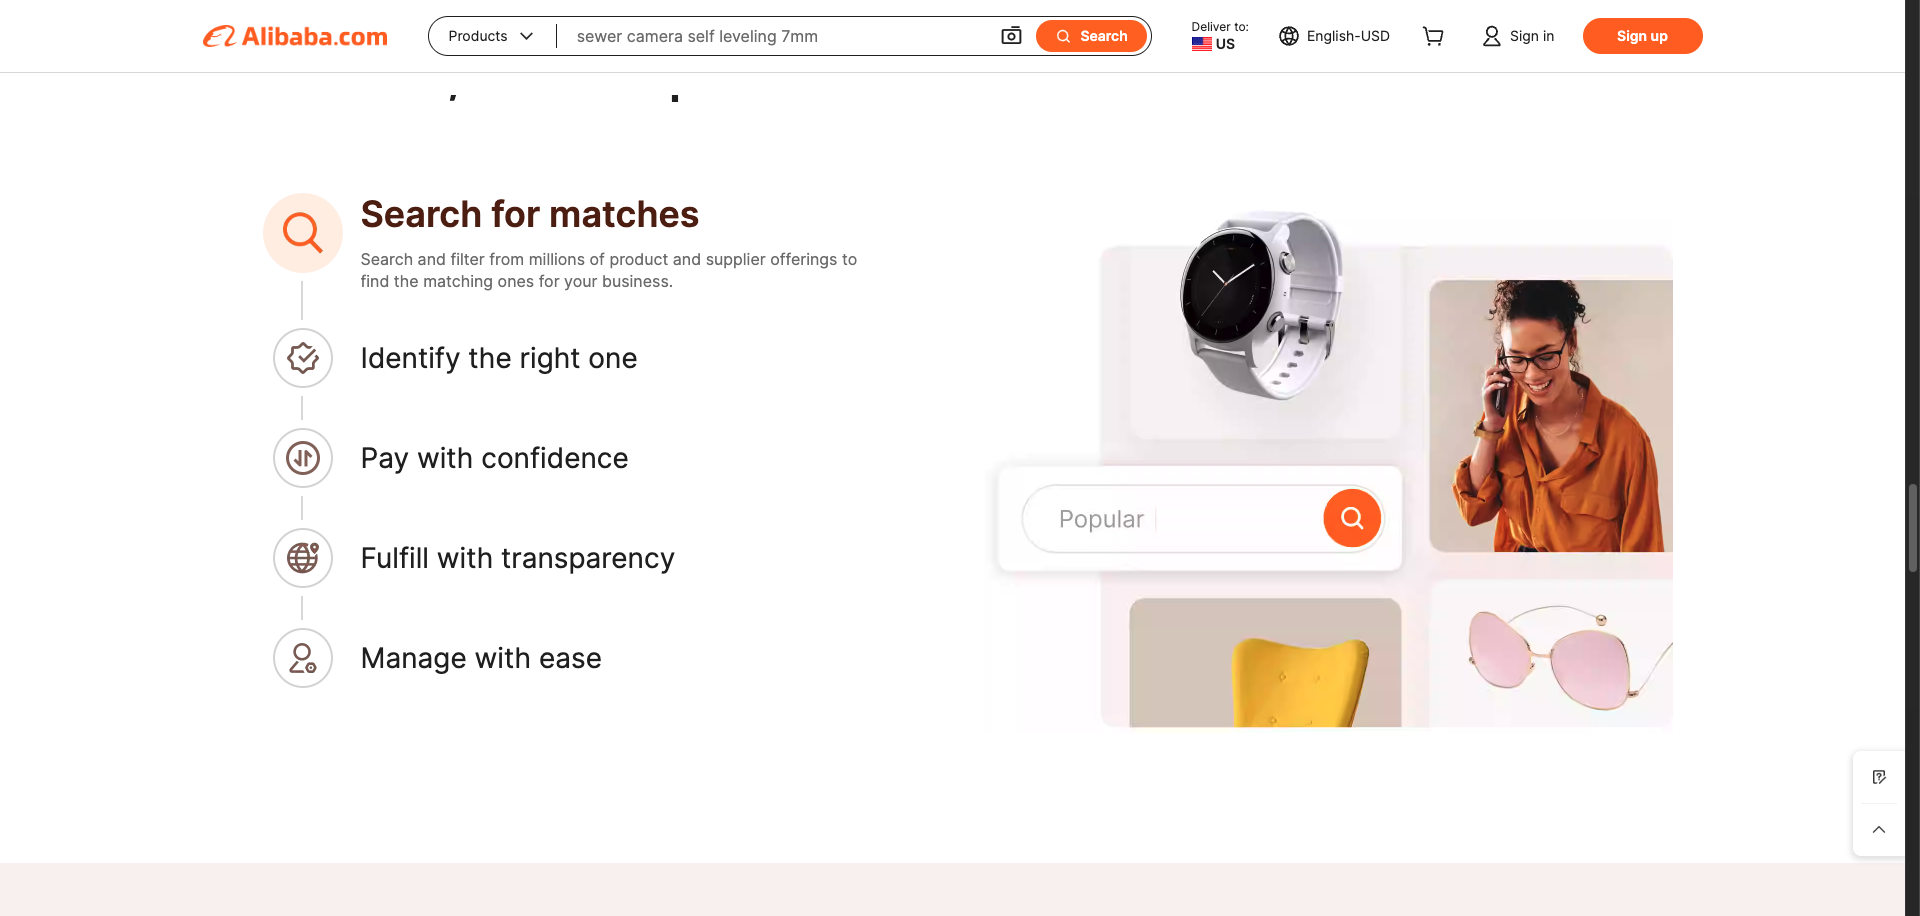 Alibaba.com
Products
sewer camera self leveling 7mm
Search
Deliver to:
US
English-USD
Sign in
Sign up
Search for matches
Search and filter from millions of product and supplier offerings to
find the matching ones for your business.
Identify the right one
Pay with confidence
Fulfill with transparency
Manage with ease
Popular